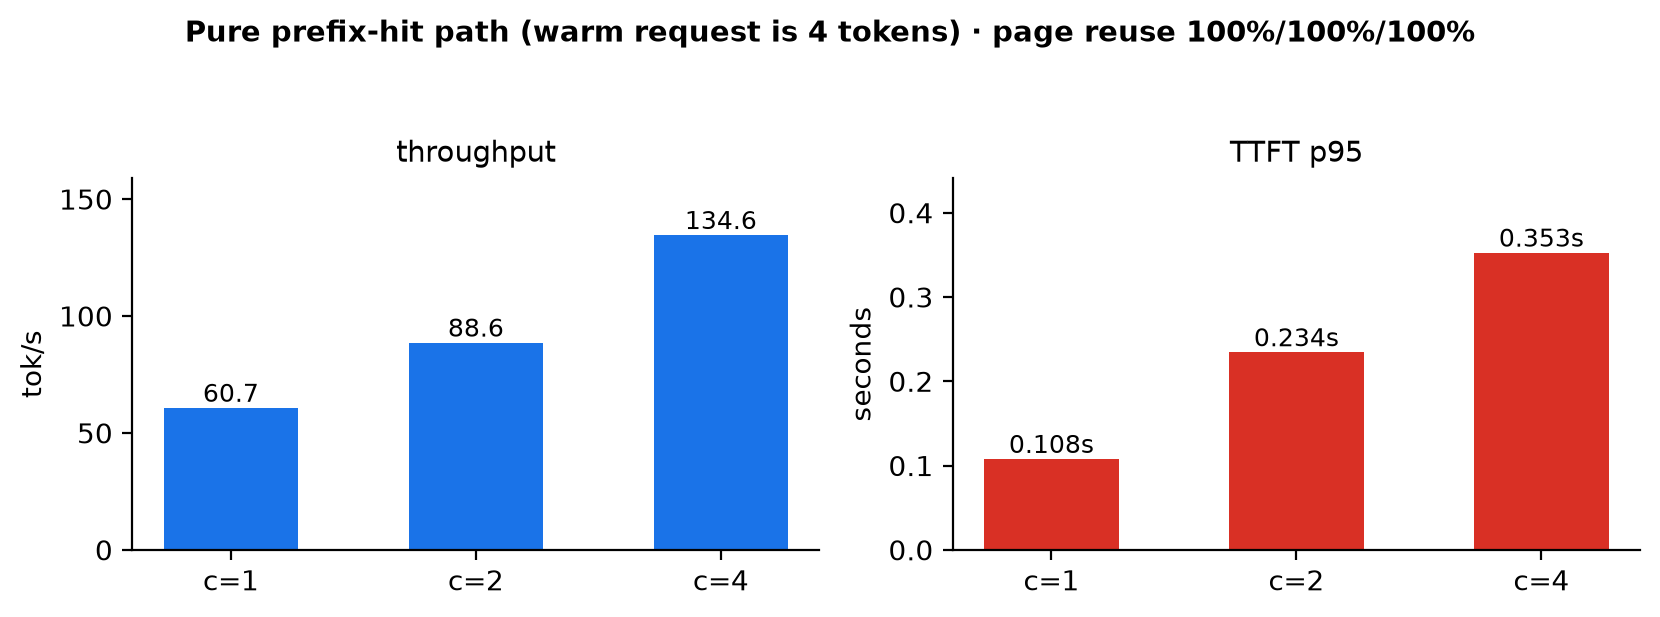 Pure prefix-hit path (warm request is 4 tokens) · page reuse 100%/100%/100%
throughput
tok/s
150
100
50
0
60.7
88.6
134.6
c=1
c=2
c=4
TTFT p95
seconds
0.4
0.3
0.2
0.1
0.0
0.108s
0.234s
0.353s
c=1
c=2
c=4